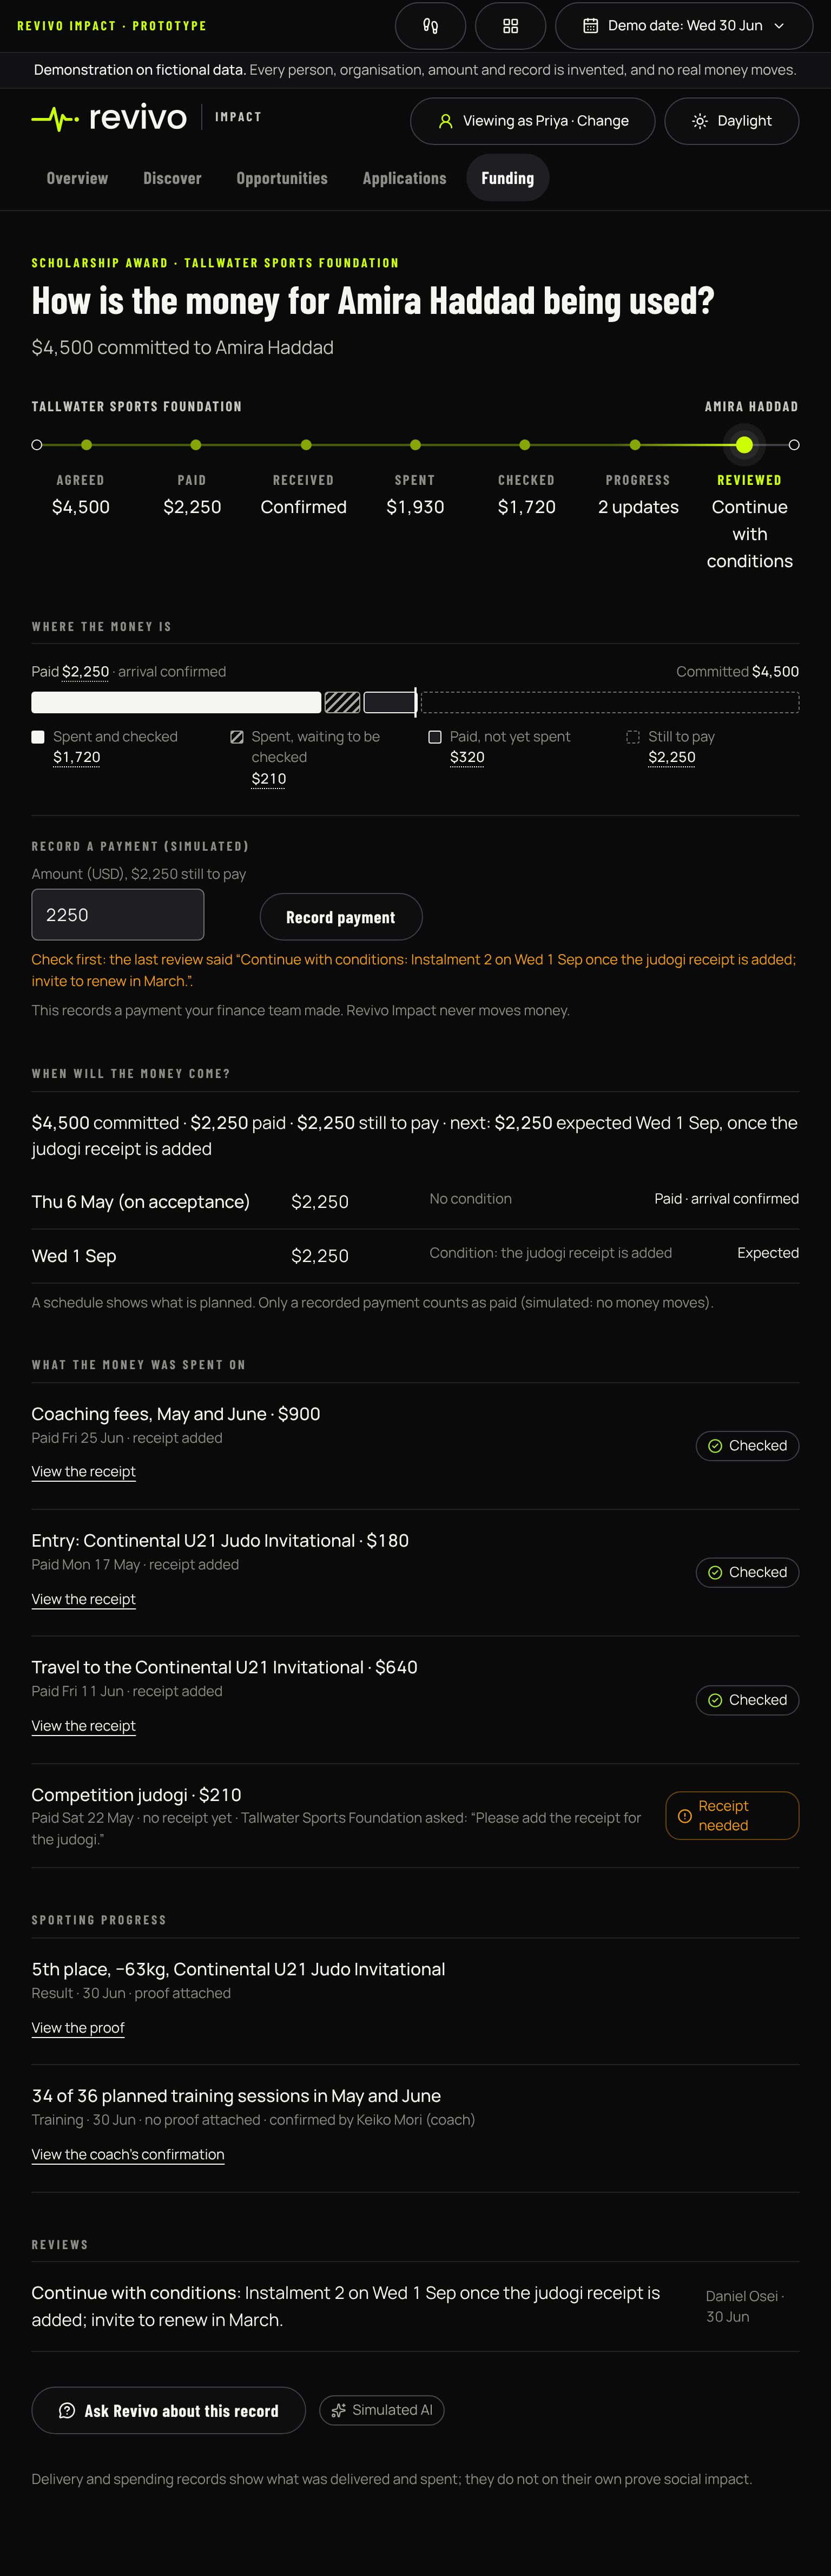 REVIVO IMPACT · PROTOTYPE
Demo date: Wed 30 Jun
Demonstration on fictional data. Every person, organisation, amount and record is invented, and no real money moves.
revivo IMPACT
Viewing as Priya · Change
Daylight
Overview Discover Opportunities Applications Funding
SCHOLARSHIP AWARD · TALLWATER SPORTS FOUNDATION
How is the money for Amira Haddad being used?
$4,500 committed to Amira Haddad
TALLWATER SPORTS FOUNDATION AMIRA HADDAD
AGREED PAID RECEIVED SPENT CHECKED PROGRESS REVIEWED
$4,500 $2,250 Confirmed $1,930 $1,720 2 updates Continue
with
conditions
WHERE THE MONEY IS
Paid $2,250 · arrival confirmed Committed $4,500
Spent and checked
$1,720
Spent, waiting to be
checked
$210
Paid, not yet spent
$320
Still to pay
$2,250
RECORD A PAYMENT (SIMULATED)
Amount (USD), $2,250 still to pay
2250 Record payment
Check first: the last review said “Continue with conditions: Instalment 2 on Wed 1 Sep once the judogi receipt is added;
invite to renew in March.”.
This records a payment your finance team made. Revivo Impact never moves money.
WHEN WILL THE MONEY COME?
$4,500 committed · $2,250 paid · $2,250 still to pay · next: $2,250 expected Wed 1 Sep, once the
judogi receipt is added
Thu 6 May (on acceptance) $2,250 No condition Paid · arrival confirmed
Wed 1 Sep $2,250 Condition: the judogi receipt is added Expected
A schedule shows what is planned. Only a recorded payment counts as paid (simulated: no money moves).
WHAT THE MONEY WAS SPENT ON
Coaching fees, May and June · $900
Paid Fri 25 Jun · receipt added
Checked
View the receipt
Entry: Continental U21 Judo Invitational · $180
Paid Mon 17 May · receipt added
Checked
View the receipt
Travel to the Continental U21 Invitational · $640
Paid Fri 11 Jun · receipt added
Checked
View the receipt
Competition judogi · $210
Paid Sat 22 May · no receipt yet · Tallwater Sports Foundation asked: “Please add the receipt for
the judogi.”
Receipt
needed
SPORTING PROGRESS
5th place, −63kg, Continental U21 Judo Invitational
Result · 30 Jun · proof attached
View the proof
34 of 36 planned training sessions in May and June
Training · 30 Jun · no proof attached · confirmed by Keiko Mori (coach)
View the coach’s confirmation
REVIEWS
Continue with conditions: Instalment 2 on Wed 1 Sep once the judogi receipt is
added; invite to renew in March.
Daniel Osei ·
30 Jun
Ask Revivo about this record Simulated AI
Delivery and spending records show what was delivered and spent; they do not on their own prove social impact.